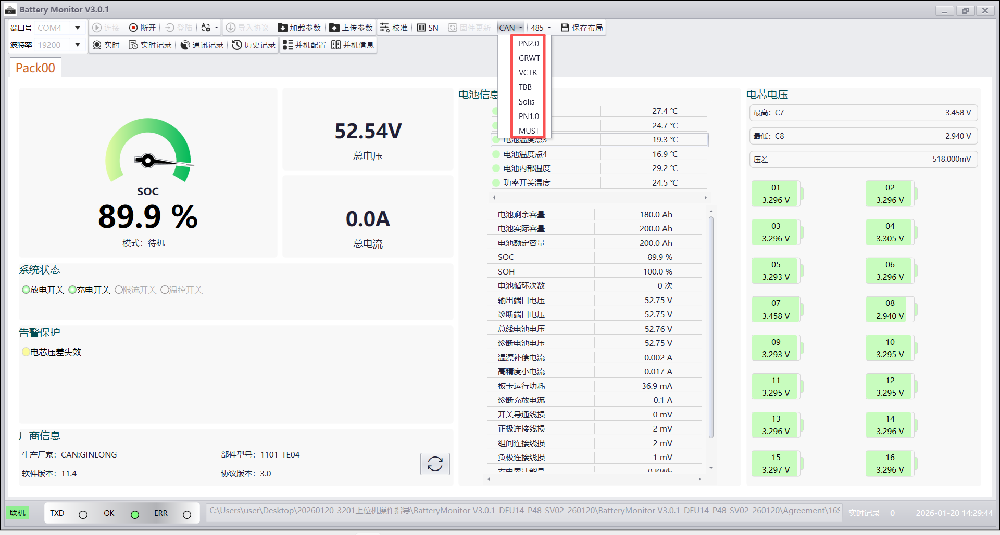 Battery Monitor V3.0.1
端口号 COM4 连接 断开 登陆 导入协议 加载参数 上传参数 校准 SN 固件更新 CAN 485 保存布局
波特率 19200 实时 实时记录 通讯记录 历史记录 并机配置 并机信息
PN2.0
GRWT
VCTR
TBB
Solis
PN1.0
MUST
Pack00
SOC
89.9 %
模式：待机
52.54V
总电压
0.0A
总电流
系统状态
放电开关 充电开关 限流开关 温控开关
告警保护
电芯压差失效
厂商信息
生产厂家：CAN:GINLONG 部件型号：1101-TE04
软件版本：11.4 协议版本：3.0
电池信息
27.4 ℃
24.7 ℃
电池温度点3 19.3 ℃
电池温度点4 16.9 ℃
电池内部温度 29.2 ℃
功率开关温度 24.5 ℃
电池剩余容量 180.0 Ah
电池实际容量 200.0 Ah
电池额定容量 200.0 Ah
SOC 89.9 %
SOH 100.0 %
电池循环次数 0 次
输出端口电压 52.75 V
诊断端口电压 52.75 V
总线电池电压 52.76 V
诊断电池电压 52.75 V
温漂补偿电流 0.002 A
高精度小电流 -0.017 A
板卡运行功耗 36.9 mA
诊断充放电流 0.1 A
开关导通线损 0 mV
正极连接线损 2 mV
组间连接线损 2 mV
负极连接线损 1 mV
充电累计能量 0 KWh
电芯电压
最高：C7 3.458 V
最低：C8 2.940 V
压差 518.000mV
01 02
3.296 V 3.296 V
03 04
3.296 V 3.305 V
05 06
3.293 V 3.296 V
07 08
3.458 V 2.940 V
09 10
3.293 V 3.295 V
11 12
3.295 V 3.295 V
13 14
3.296 V 3.296 V
15 16
3.297 V 3.296 V
联机 TXD OK ERR C:\Users\user\Desktop\20260120-3201上位机操作指导\BatteryMonitor V3.0.1_DFU14_P48_SV02_260120\BatteryMonitor V3.0.1_DFU14_P48_SV02_260120\Agreement\16S 实时记录 0 2026-01-20 14:29:44